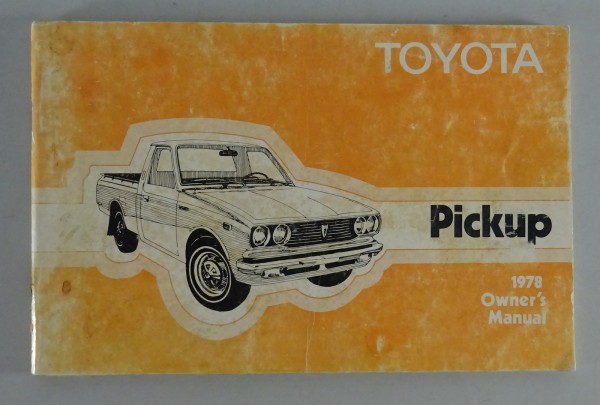 TOYOTA
Pickup
1978
Owner's
Manual